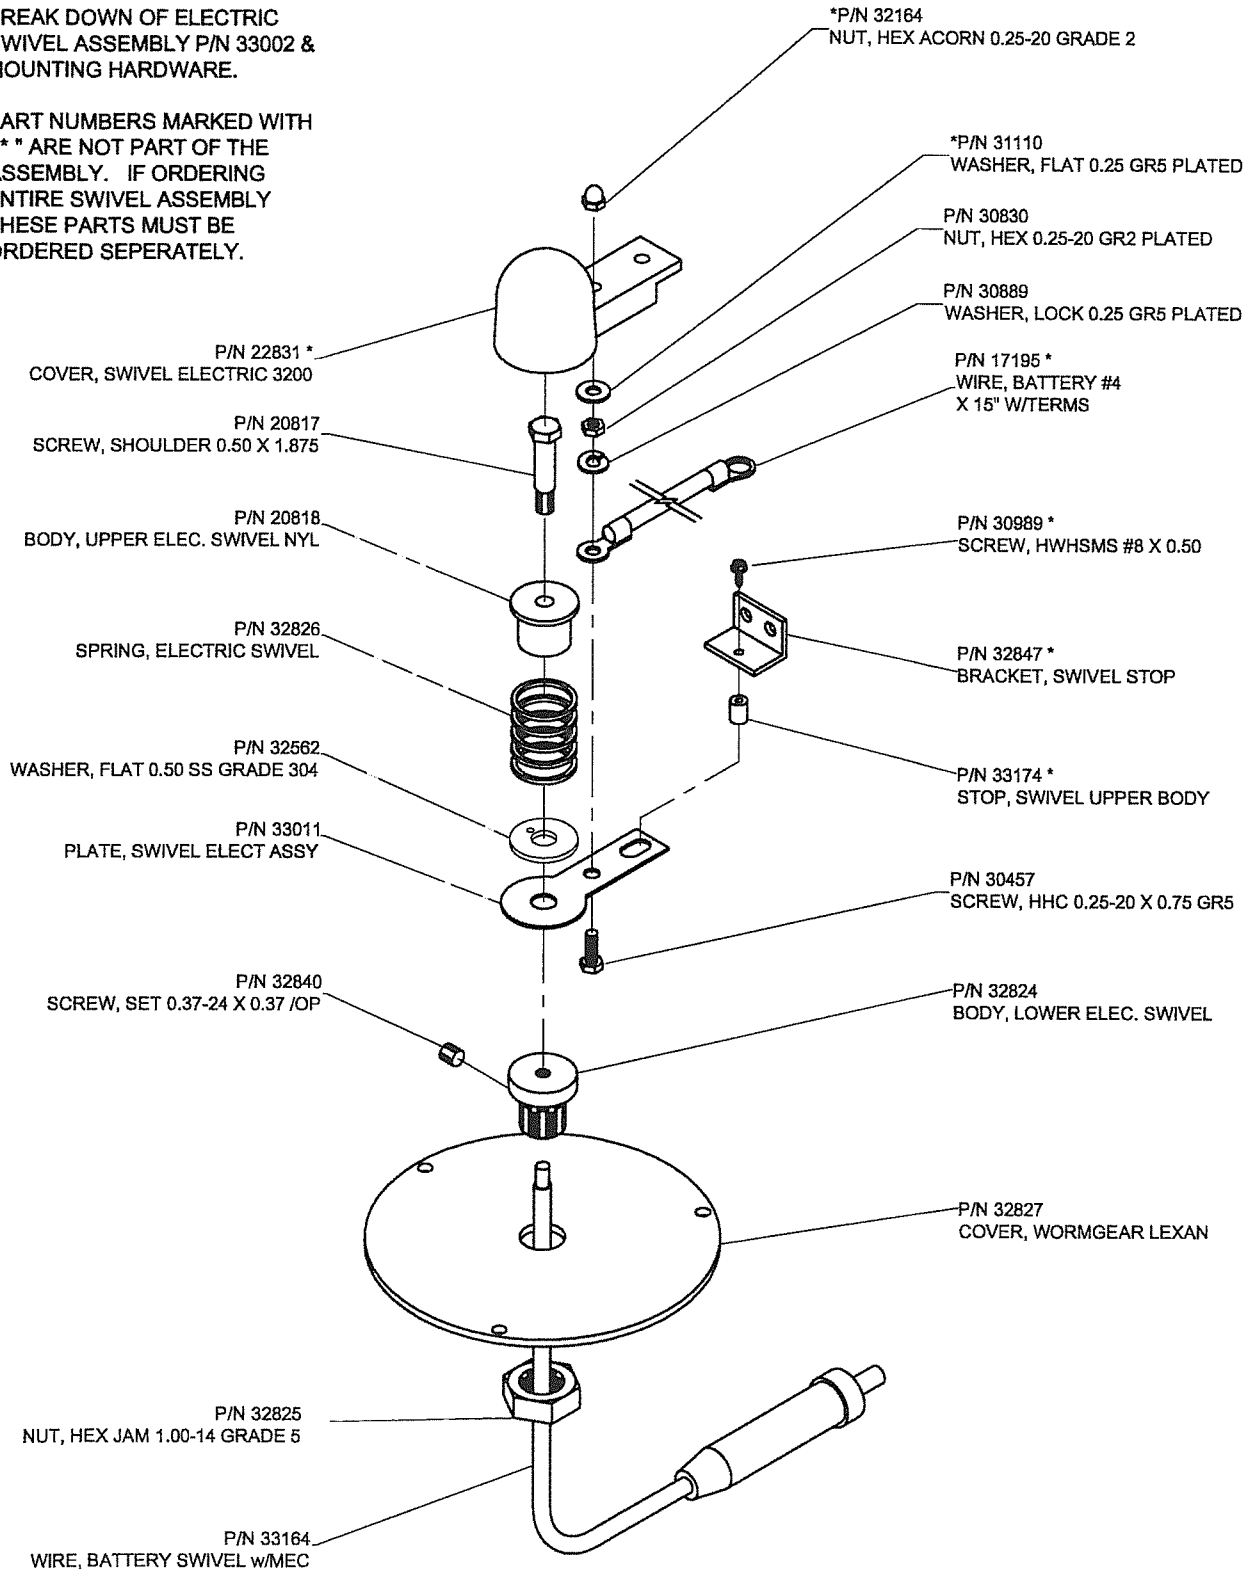 REAK DOWN OF ELECTRIC
WIVEL ASSEMBLY P/N 33002 &
OUNTING HARDWARE.
ART NUMBERS MARKED WITH
* " ARE NOT PART OF THE
SSEMBLY. IF ORDERING
NTIRE SWIVEL ASSEMBLY
HESE PARTS MUST BE
RDERED SEPERATELY.
*P/N 32164
NUT, HEX ACORN 0.25-20 GRADE 2
*P/N 31110
WASHER, FLAT 0.25 GR5 PLATED
P/N 30830
NUT, HEX 0.25-20 GR2 PLATED
P/N 30889
WASHER, LOCK 0.25 GR5 PLATED
P/N 22831 *
COVER, SWIVEL ELECTRIC 3200
P/N 17195 *
WIRE, BATTERY #4
X 15" W/TERMS
P/N 20817
SCREW, SHOULDER 0.50 X 1.875
P/N 20818
BODY, UPPER ELEC. SWIVEL NYL
P/N 30989 *
SCREW, HWHSMS #8 X 0.50
P/N 32826
SPRING, ELECTRIC SWIVEL
P/N 32847 *
BRACKET, SWIVEL STOP
P/N 32562
WASHER, FLAT 0.50 SS GRADE 304
P/N 33174 *
STOP, SWIVEL UPPER BODY
P/N 33011
PLATE, SWIVEL ELECT ASSY
P/N 30457
SCREW, HHC 0.25-20 X 0.75 GR5
P/N 32840
SCREW, SET 0.37-24 X 0.37 /OP
P/N 32824
BODY, LOWER ELEC. SWIVEL
P/N 32827
COVER, WORMGEAR LEXAN
P/N 32825
NUT, HEX JAM 1.00-14 GRADE 5
P/N 33164
WIRE, BATTERY SWIVEL w/MEC